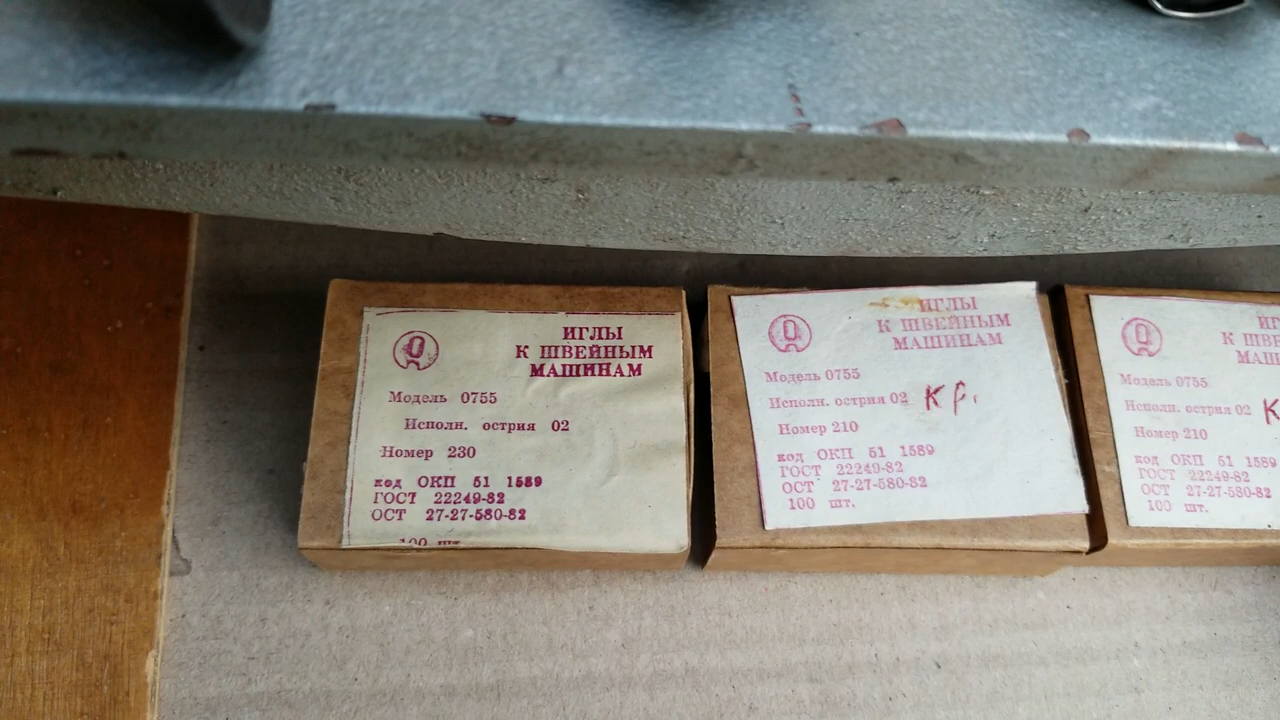 ИГЛЫ
К ШВЕЙНЫМ
МАШИНАМ
Модель 0755
Исполн. острия 02
Номер 230
код ОКП 51 1589
ГОСТ 22249-82
ОСТ 27-27-580-82
100 шт.
ИГЛЫ
К ШВЕЙНЫМ
МАШИНАМ
Модель 0755
Исполн. острия 02 Кр.
Номер 210
код ОКП 51 1589
ГОСТ 22249-82
ОСТ 27-27-580-82
100 шт.
К ШВЕ
Модель 0755
Исполн. острия 02 К
Номер 210
код ОКП 51 1589
ГОСТ 22249-82
ОСТ 27-27-580-82
100 шт.